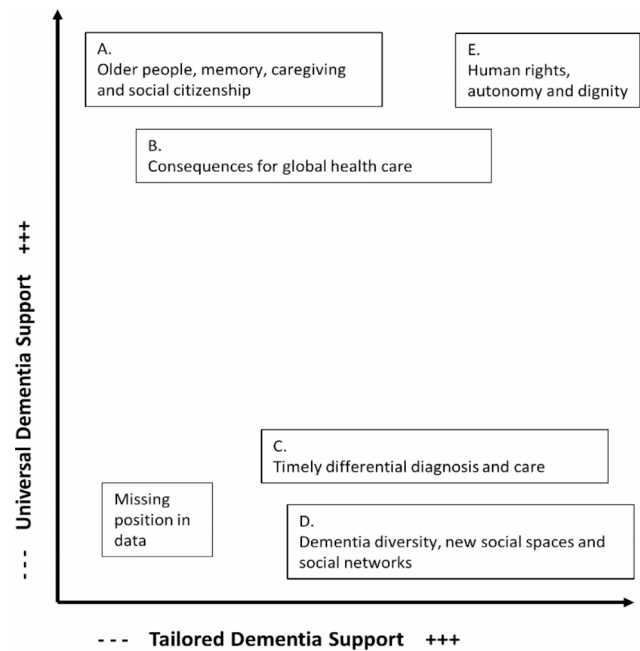 A.
Older people, memory, caregiving
and social citizenship
E.
Human rights,
autonomy and dignity
B.
Consequences for global health care
--- Universal Dementia Support +++
C.
Timely differential diagnosis and care
Missing
position in
data
D.
Dementia diversity, new social spaces and
social networks
--- Tailored Dementia Support +++